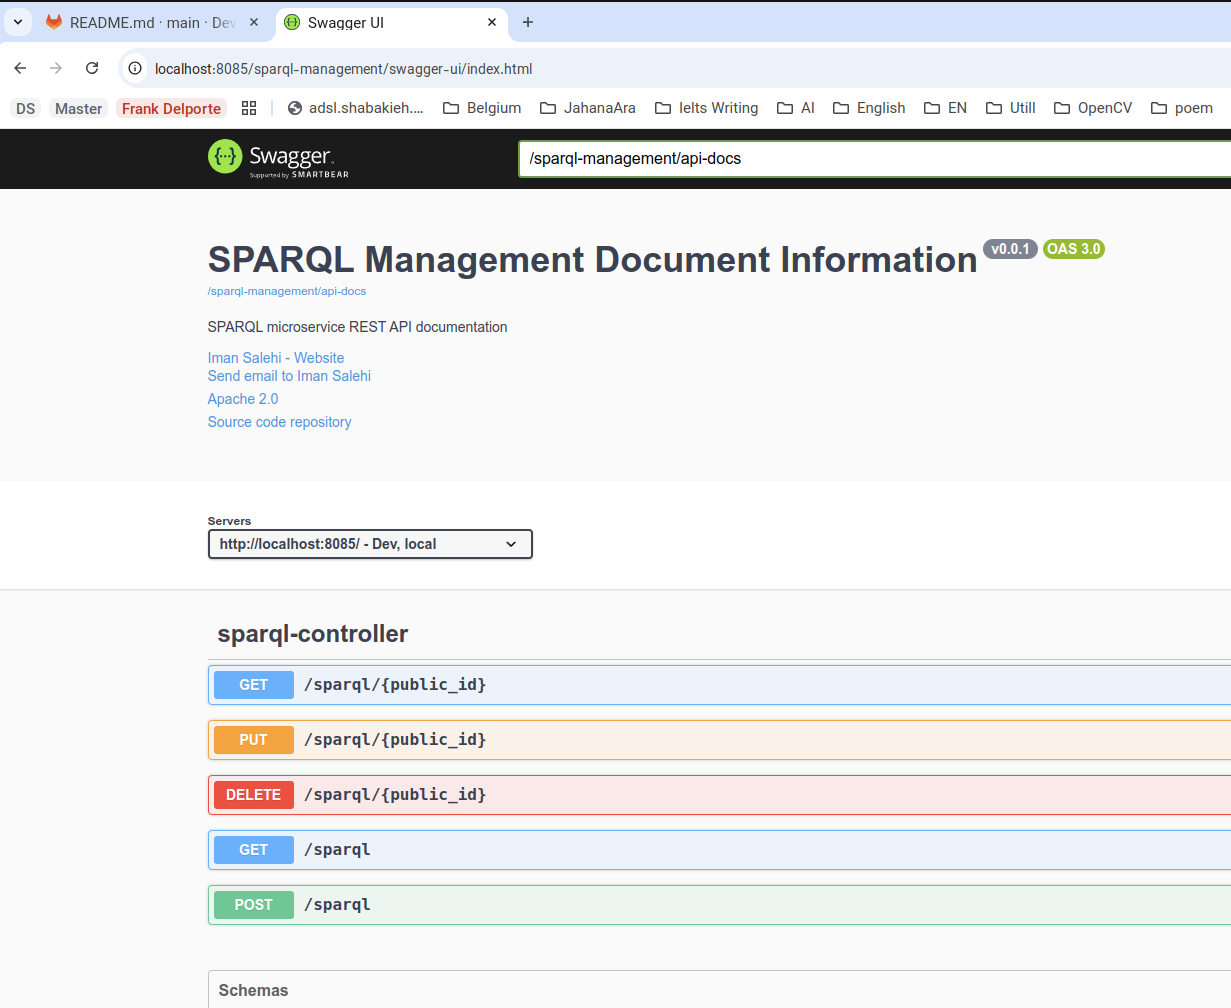 README.md · main · Dev
Swagger UI
localhost:8085/sparql-management/swagger-ui/index.html
DS Master Frank Delporte adsl.shabakieh.... Belgium JahanaAra Ielts Writing AI English EN Utill OpenCV poem
{···} Swagger
Supported by SMARTBEAR
/sparql-management/api-docs
SPARQL Management Document Information v0.0.1 OAS 3.0
/sparql-management/api-docs
SPARQL microservice REST API documentation
Iman Salehi - Website
Send email to Iman Salehi
Apache 2.0
Source code repository
Servers
http://localhost:8085/ - Dev, local
sparql-controller
GET /sparql/{public_id}
PUT /sparql/{public_id}
DELETE /sparql/{public_id}
GET /sparql
POST /sparql
Schemas